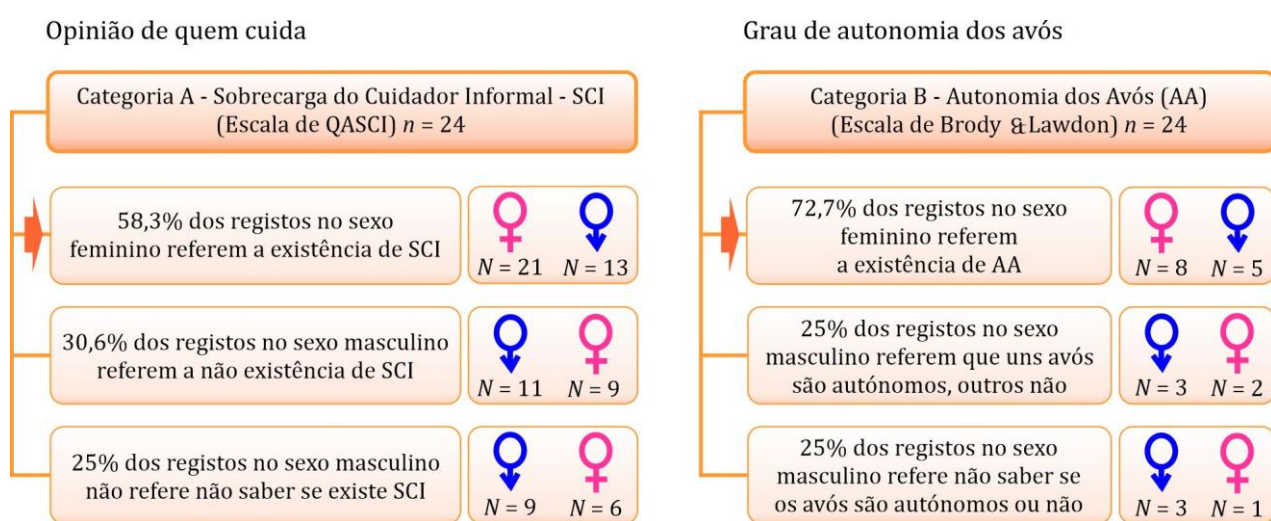 Opinião de quem cuida
Categoria A - Sobrecarga do Cuidador Informal - SCI
(Escala de QASCI) n = 24
58,3% dos registos no sexo
feminino referem a existência de SCI
N = 21 N = 13
30,6% dos registos no sexo masculino
referem a não existência de SCI
N = 11 N = 9
25% dos registos no sexo masculino
não refere não saber se existe SCI
N = 9 N = 6
Grau de autonomia dos avós
Categoria B - Autonomia dos Avós (AA)
(Escala de Brody &Lawdon) n = 24
72,7% dos registos no sexo
feminino referem
a existência de AA
N = 8 N = 5
25% dos registos no sexo
masculino referem que uns avós
são autónomos, outros não
N = 3 N = 2
25% dos registos no sexo
masculino refere não saber se
os avós são autónomos ou não
N = 3 N = 1